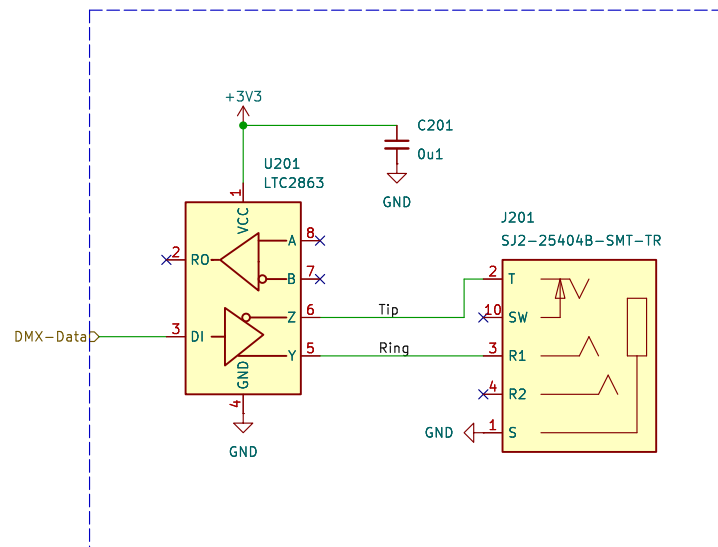 +3V3
C201
0u1
GND
U201
LTC2863
1
VCC
2
RO
A
8
B
7
DMX-Data
3
DI
Z
6
Tip
Y
5
Ring
GND
4
GND
J201
SJ2-25404B-SMT-TR
2
T
10
SW
3
R1
4
R2
GND
1
S